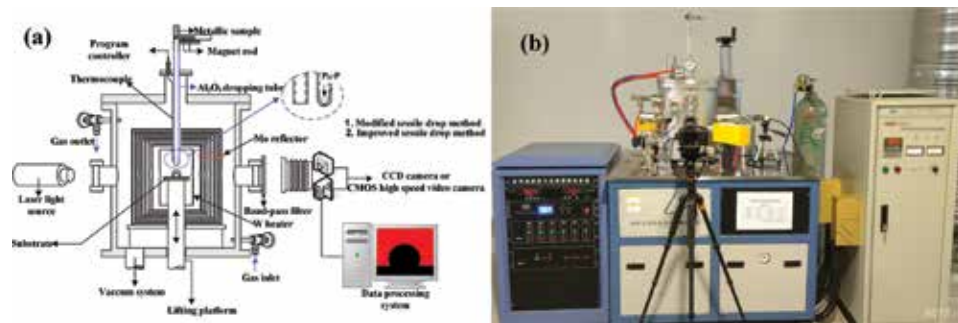 (a)
Metallic sample
Magnet rod
Program
controller
Thermocouple
Al₂O₃ dropping tube
1. Modified sessile drop method
2. Improved sessile drop method
Mo reflector
Gas outlet
CCD camera or
CMOS high speed video camera
Laser light
source
Band-pass filter
W heater
Substrate
Gas inlet
Vaccum system
Lifting platform
Data processing
system
(b)